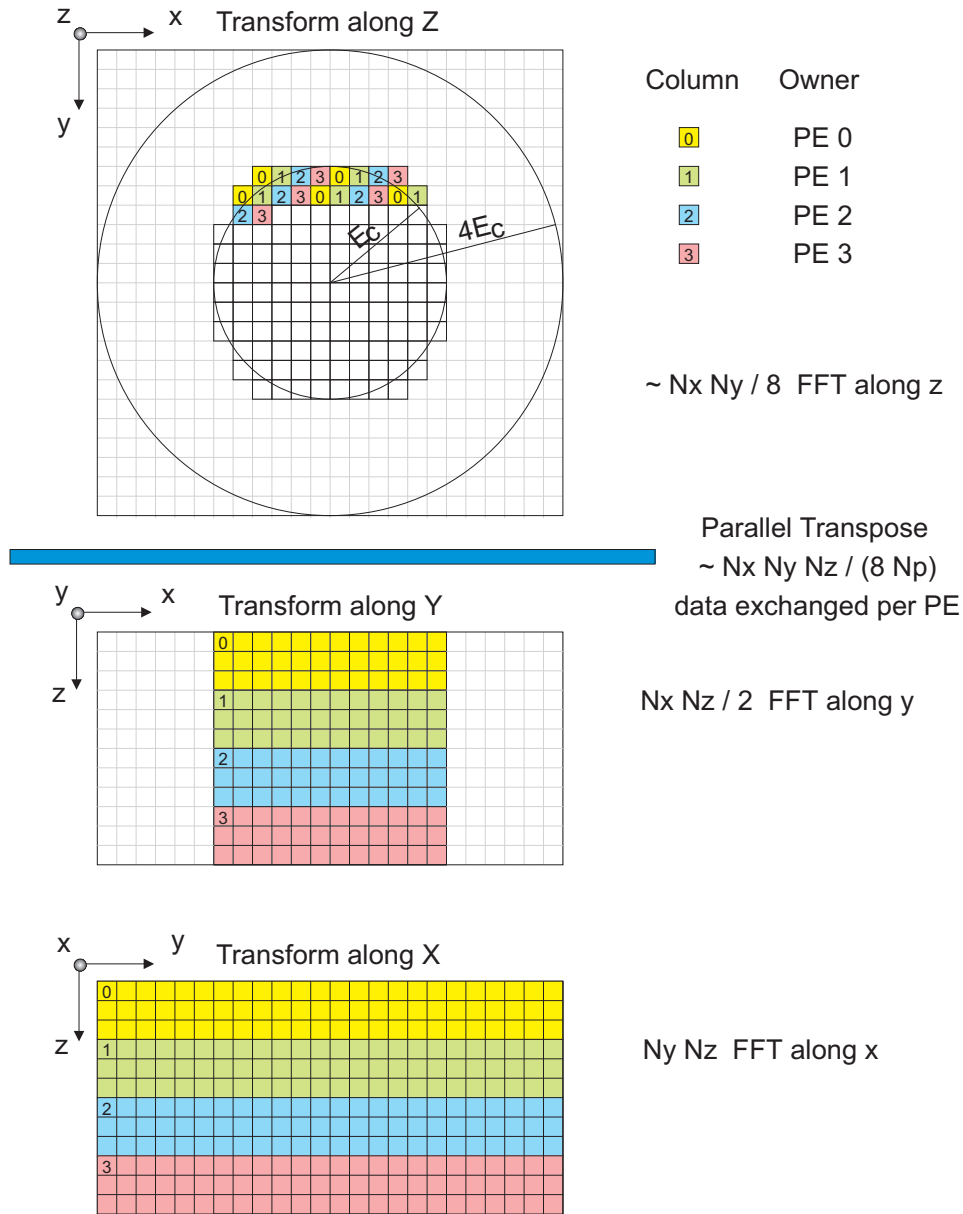 z x Transform along Z
y
Column Owner
0 PE 0
1 PE 1
2 PE 2
3 PE 3
0 1 2 3 0 1 2 3
0 1 2 3 0 1 2 3 0 1
2 3
Ec 4Ec
~ Nx Ny / 8 FFT along z
Parallel Transpose
~ Nx Ny Nz / (8 Np)
data exchanged per PE
y x Transform along Y
z
0
1
2
3
Nx Nz / 2 FFT along y
x y Transform along X
z
0
1
2
3
Ny Nz FFT along x